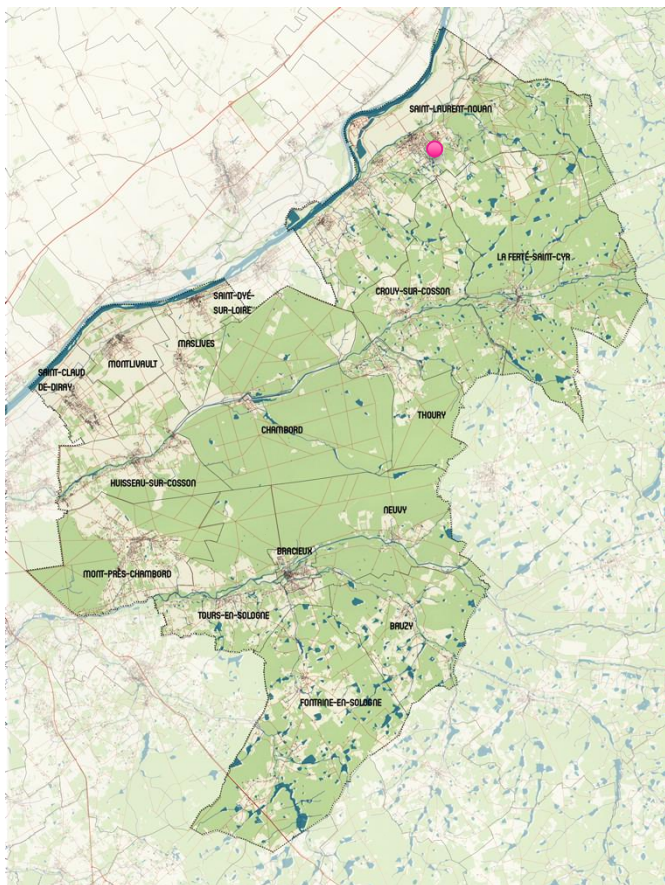 SAINT-LAURENT-NOUAN
LA FERTÉ-SAINT-CYR
CROUY-SUR-COSSON
SAINT-DYÉ-
SUR-LOIRE
MASLIVES
MONTLIVAULT
SAINT-CLAUD
DE-DIRAY
THOURY
CHAMBORD
HUISSEAU-SUR-COSSON
NEUVY
BRACIEUX
MONT-PRÈS-CHAMBORD
TOURS-EN-SOLOGNE
BAUZY
FONTAINE-EN-SOLOGNE